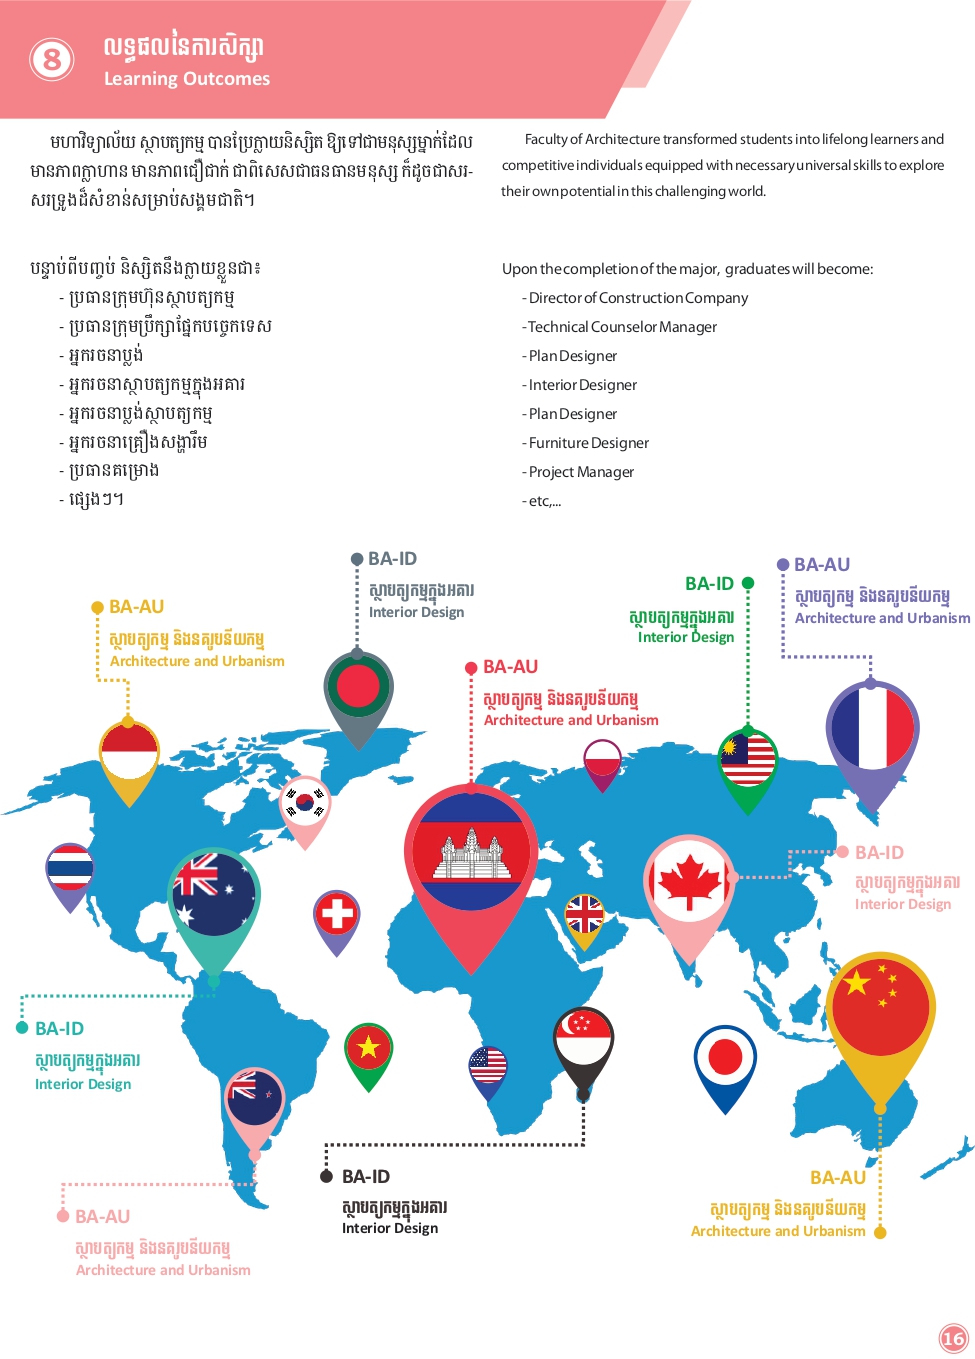 8
លទ្ធផលនៃការសិក្សា
Learning Outcomes
មហាវិទ្យាល័យ ស្ថាបត្យកម្ម បានប្រែក្លាយនិស្សិត ឱ្យទៅជាមនុស្សម្នាក់ដែល
មានភាពក្លាហាន មានភាពជឿជាក់ ជាពិសេសជាធនធានមនុស្ស ក៏ដូចជាសរ-
សរទ្រូងដ៏សំខាន់សម្រាប់សង្គមជាតិ។
បន្ទាប់ពីបញ្ចប់ និស្សិតនឹងក្លាយខ្លួនជា៖
- ប្រធានក្រុមហ៊ុនស្ថាបត្យកម្ម
- ប្រធានក្រុមប្រឹក្សាផ្នែកបច្ចេកទេស
- អ្នករចនាប្លង់
- អ្នករចនាស្ថាបត្យកម្មក្នុងអគារ
- អ្នករចនាប្លង់ស្ថាបត្យកម្ម
- អ្នករចនាគ្រឿងសង្ហារឹម
- ប្រធានគម្រោង
- ផ្សេងៗ។
Faculty of Architecture transformed students into lifelong learners and
competitive individuals equipped with necessary universal skills to explore
their own potential in this challenging world.
Upon the completion of the major, graduates will become:
- Director of Construction Company
- Technical Counselor Manager
- Plan Designer
- Interior Designer
- Plan Designer
- Furniture Designer
- Project Manager
- etc,...
BA-ID
ស្ថាបត្យកម្មក្នុងអគារ
Interior Design
BA-AU
ស្ថាបត្យកម្ម និងនគរូបនីយកម្ម
Architecture and Urbanism
BA-ID
ស្ថាបត្យកម្មក្នុងអគារ
Interior Design
BA-AU
ស្ថាបត្យកម្ម និងនគរូបនីយកម្ម
Architecture and Urbanism
BA-AU
ស្ថាបត្យកម្ម និងនគរូបនីយកម្ម
Architecture and Urbanism
BA-ID
ស្ថាបត្យកម្មក្នុងអគារ
Interior Design
BA-ID
ស្ថាបត្យកម្មក្នុងអគារ
Interior Design
BA-ID
ស្ថាបត្យកម្មក្នុងអគារ
Interior Design
BA-AU
ស្ថាបត្យកម្ម និងនគរូបនីយកម្ម
Architecture and Urbanism
BA-AU
ស្ថាបត្យកម្ម និងនគរូបនីយកម្ម
Architecture and Urbanism
16